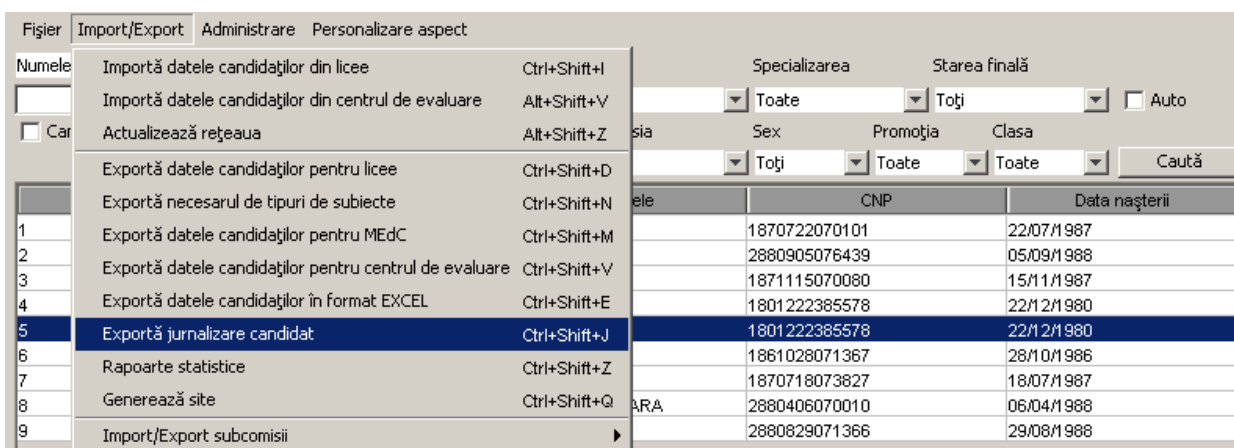 Fişier Import/Export Administrare Personalizare aspect
Numele Importă datele candidaţilor din licee Ctrl+Shift+I Specializarea Starea finală
Importă datele candidaţilor din centrul de evaluare Alt+Shift+V Toate Toţi Auto
Car Actualizează reţeaua Alt+Shift+Z sia Sex Promoţia Clasa
Exportă datele candidaţilor pentru licee Ctrl+Shift+D Toţi Toate Toate Caută
Exportă necesarul de tipuri de subiecte Ctrl+Shift+N ele CNP Data naşterii
1 Exportă datele candidaţilor pentru MEdC Ctrl+Shift+M 1870722070101 22/07/1987
2 Exportă datele candidaţilor pentru centrul de evaluare Ctrl+Shift+V 2880905076439 05/09/1988
3 1871115070080 15/11/1987
4 Exportă datele candidaţilor în format EXCEL Ctrl+Shift+E 1801222385578 22/12/1980
5 Exportă jurnalizare candidat Ctrl+Shift+J 1801222385578 22/12/1980
6 Rapoarte statistice Ctrl+Shift+Z 1861028071367 28/10/1986
7 1870718073827 18/07/1987
8 Generează site Ctrl+Shift+Q ARA 2880406070010 06/04/1988
9 Import/Export subcomisii 2880829071366 29/08/1988